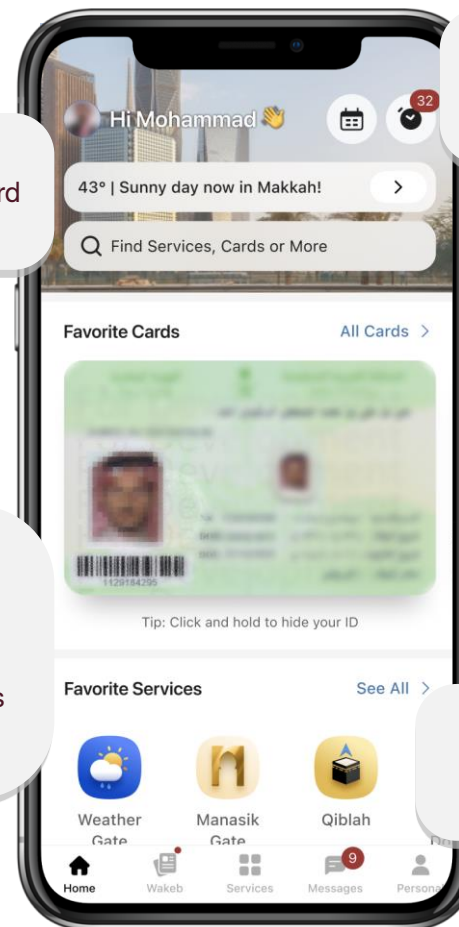 32
Hi Mohammad 👋
rd
43° | Sunny day now in Makkah!
Find Services, Cards or More
Favorite Cards
All Cards >
1129184295
Tip: Click and hold to hide your ID
Favorite Services
See All >
s
Weather
Gate
Manasik
Gate
Qiblah
9
Home
Wakeb
Services
Messages
Persona